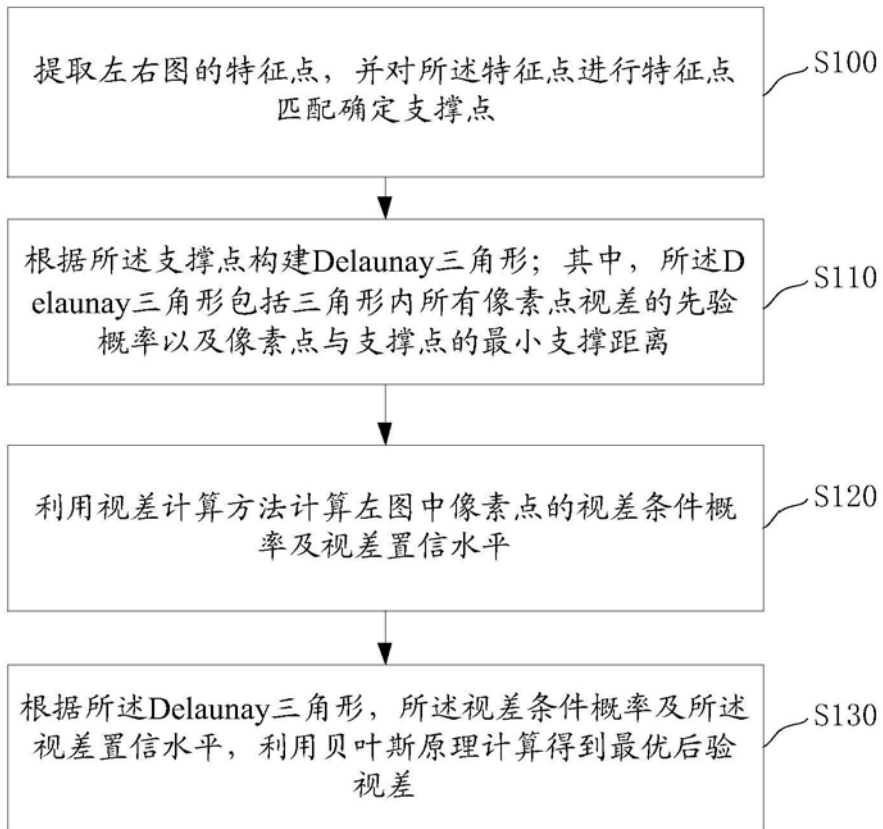 提取左右图的特征点，并对所述特征点进行特征点
匹配确定支撑点
S100
根据所述支撑点构建Delaunay三角形；其中，所述D
elaunay三角形包括三角形内所有像素点视差的先验
概率以及像素点与支撑点的最小支撑距离
S110
利用视差计算方法计算左图中像素点的视差条件概
率及视差置信水平
S120
根据所述Delaunay三角形，所述视差条件概率及所述
视差置信水平，利用贝叶斯原理计算得到最优后验
视差
S130